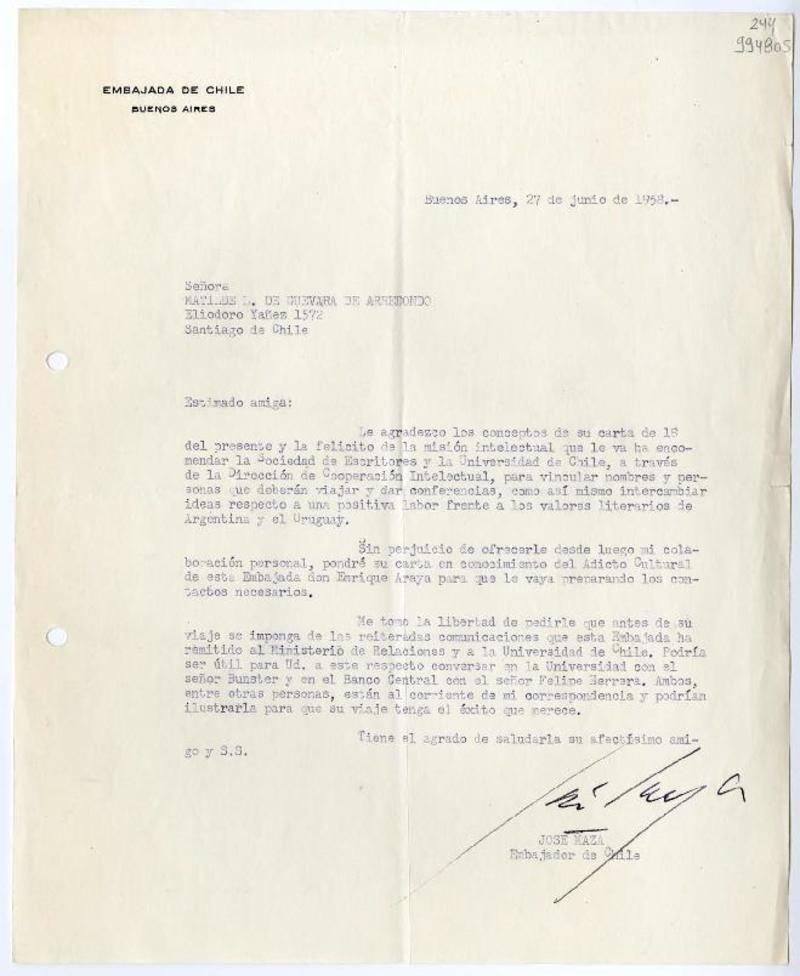 244
994805
EMBAJADA DE CHILE
BUENOS AIRES
Buenos Aires, 27 de junio de 1958.-
Señora
MATILDE L. DE GUEVARA DE ARREDONDO
Eliodoro Yañez 1572
Santiago de Chile
Estimado amiga:
Le agradezco los conceptos de su carta de 18
del presente y la felicito de la misión intelectual que le va ha enco-
mendar la Sociedad de Escritores y la Universidad de Chile, a través
de la Dirección de Cooperación Intelectual, para vincular nombres y per-
sonas que deberán viajar y dar conferencias, como así mismo intercambiar
ideas respecto a una positiva labor frente a los valores literarios de
Argentina y el Uruguay.
Sin perjuicio de ofrecerle desde luego mi cola-
boración personal, pondré su carta en conocimiento del Adicto Cultural
de esta Embajada don Enrique Araya para que le vaya preparando los con-
tactos necesarios.
Me tomo la libertad de pedirle que antes de su
viaje se imponga de las reiteradas comunicaciones que esta Embajada ha
remitido al Ministerio de Relaciones y a la Universidad de Chile. Podría
ser útil para Ud. a este respecto conversar en la Universidad con el
señor Bunster y en el Banco Central con el señor Felipe Herrera. Ambos,
entre otras personas, están al corriente de mi correspondencia y podrían
ilustrarla para que su viaje tenga el éxito que merece.
Tiene el agrado de saludarla su afectísimo ami-
go y S.S.
JOSE MAZA
Embajador de Chile